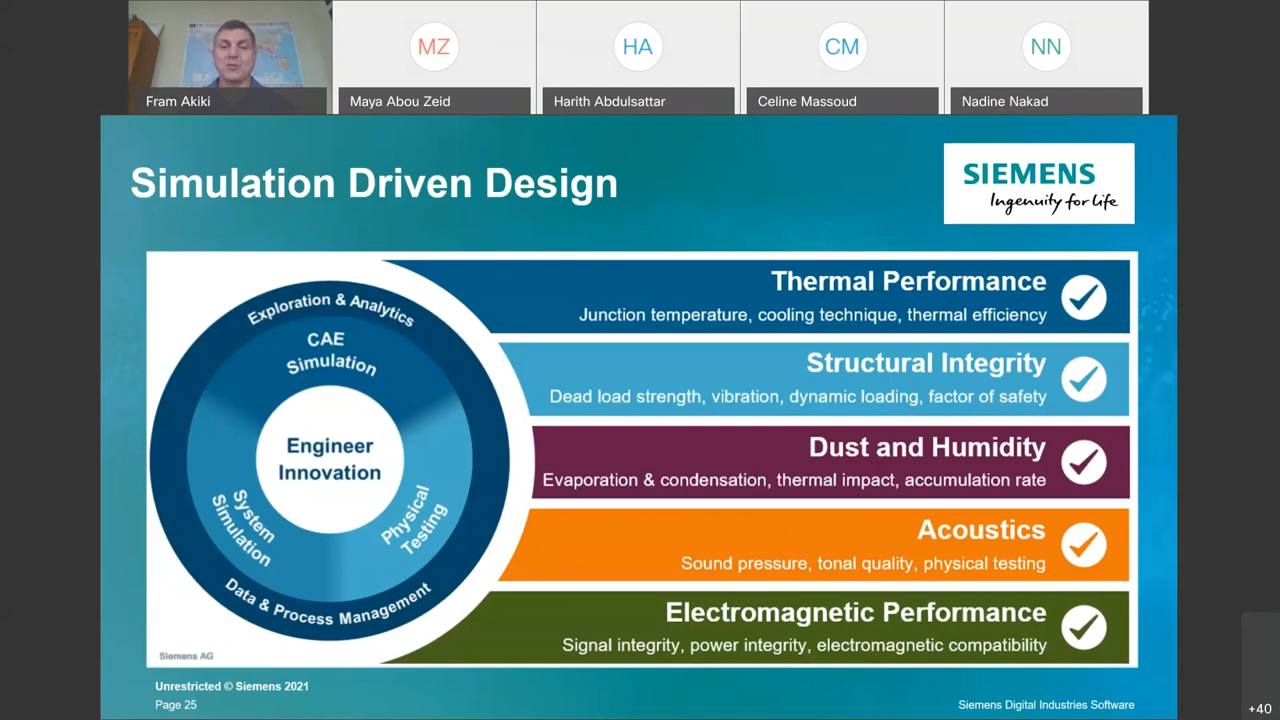 MZ
HA
CM
NN
Fram Akiki
Maya Abou Zeid
Harith Abdulsattar
Celine Massoud
Nadine Nakad
Simulation Driven Design
SIEMENS
Ingenuity for life
Exploration & Analytics
CAE
Simulation
Engineer
Innovation
System
Simulation
Physical
Testing
Data & Process Management
Siemens AG
Thermal Performance
Junction temperature, cooling technique, thermal efficiency
Structural Integrity
Dead load strength, vibration, dynamic loading, factor of safety
Dust and Humidity
Evaporation & condensation, thermal impact, accumulation rate
Acoustics
Sound pressure, tonal quality, physical testing
Electromagnetic Performance
Signal integrity, power integrity, electromagnetic compatibility
Unrestricted © Siemens 2021
Page 25
Siemens Digital Industries Software
+40